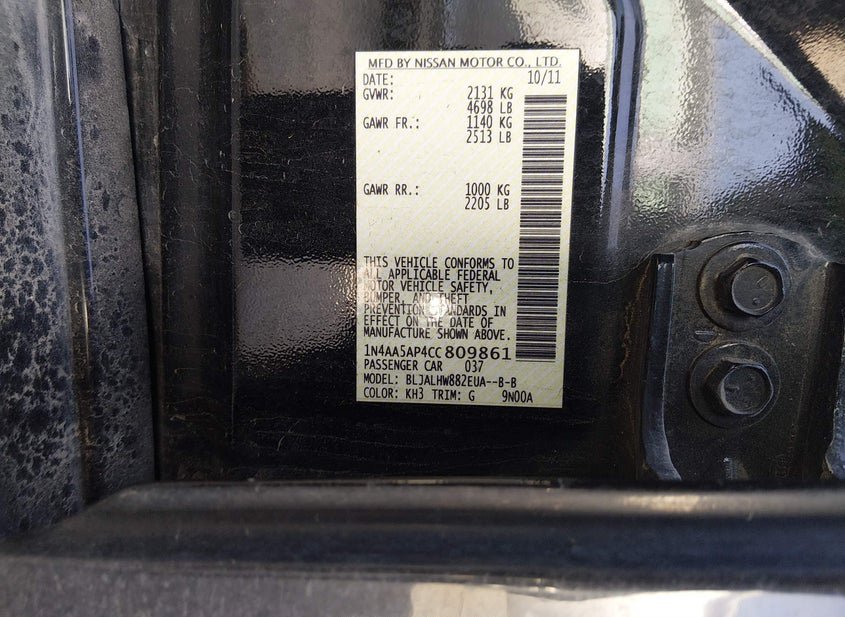 MFD BY NISSAN MOTOR CO., LTD.
DATE: 10/11
GVWR: 2131 KG
4698 LB
GAWR FR.: 1140 KG
2513 LB
GAWR RR.: 1000 KG
2205 LB
THIS VEHICLE CONFORMS TO
ALL APPLICABLE FEDERAL
MOTOR VEHICLE SAFETY,
BUMPER, AND THEFT
PREVENTION STANDARDS IN
EFFECT ON THE DATE OF
MANUFACTURE SHOWN ABOVE.
1N4AA5AP4CC809861
PASSENGER CAR 037
MODEL: BLJALHW882EUA--B-B
COLOR: KH3 TRIM: G 9N00A